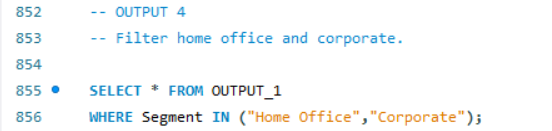 852 -- OUTPUT 4
853 -- Filter home office and corporate.
854
855 SELECT * FROM OUTPUT_1
856 WHERE Segment IN ("Home Office","Corporate");